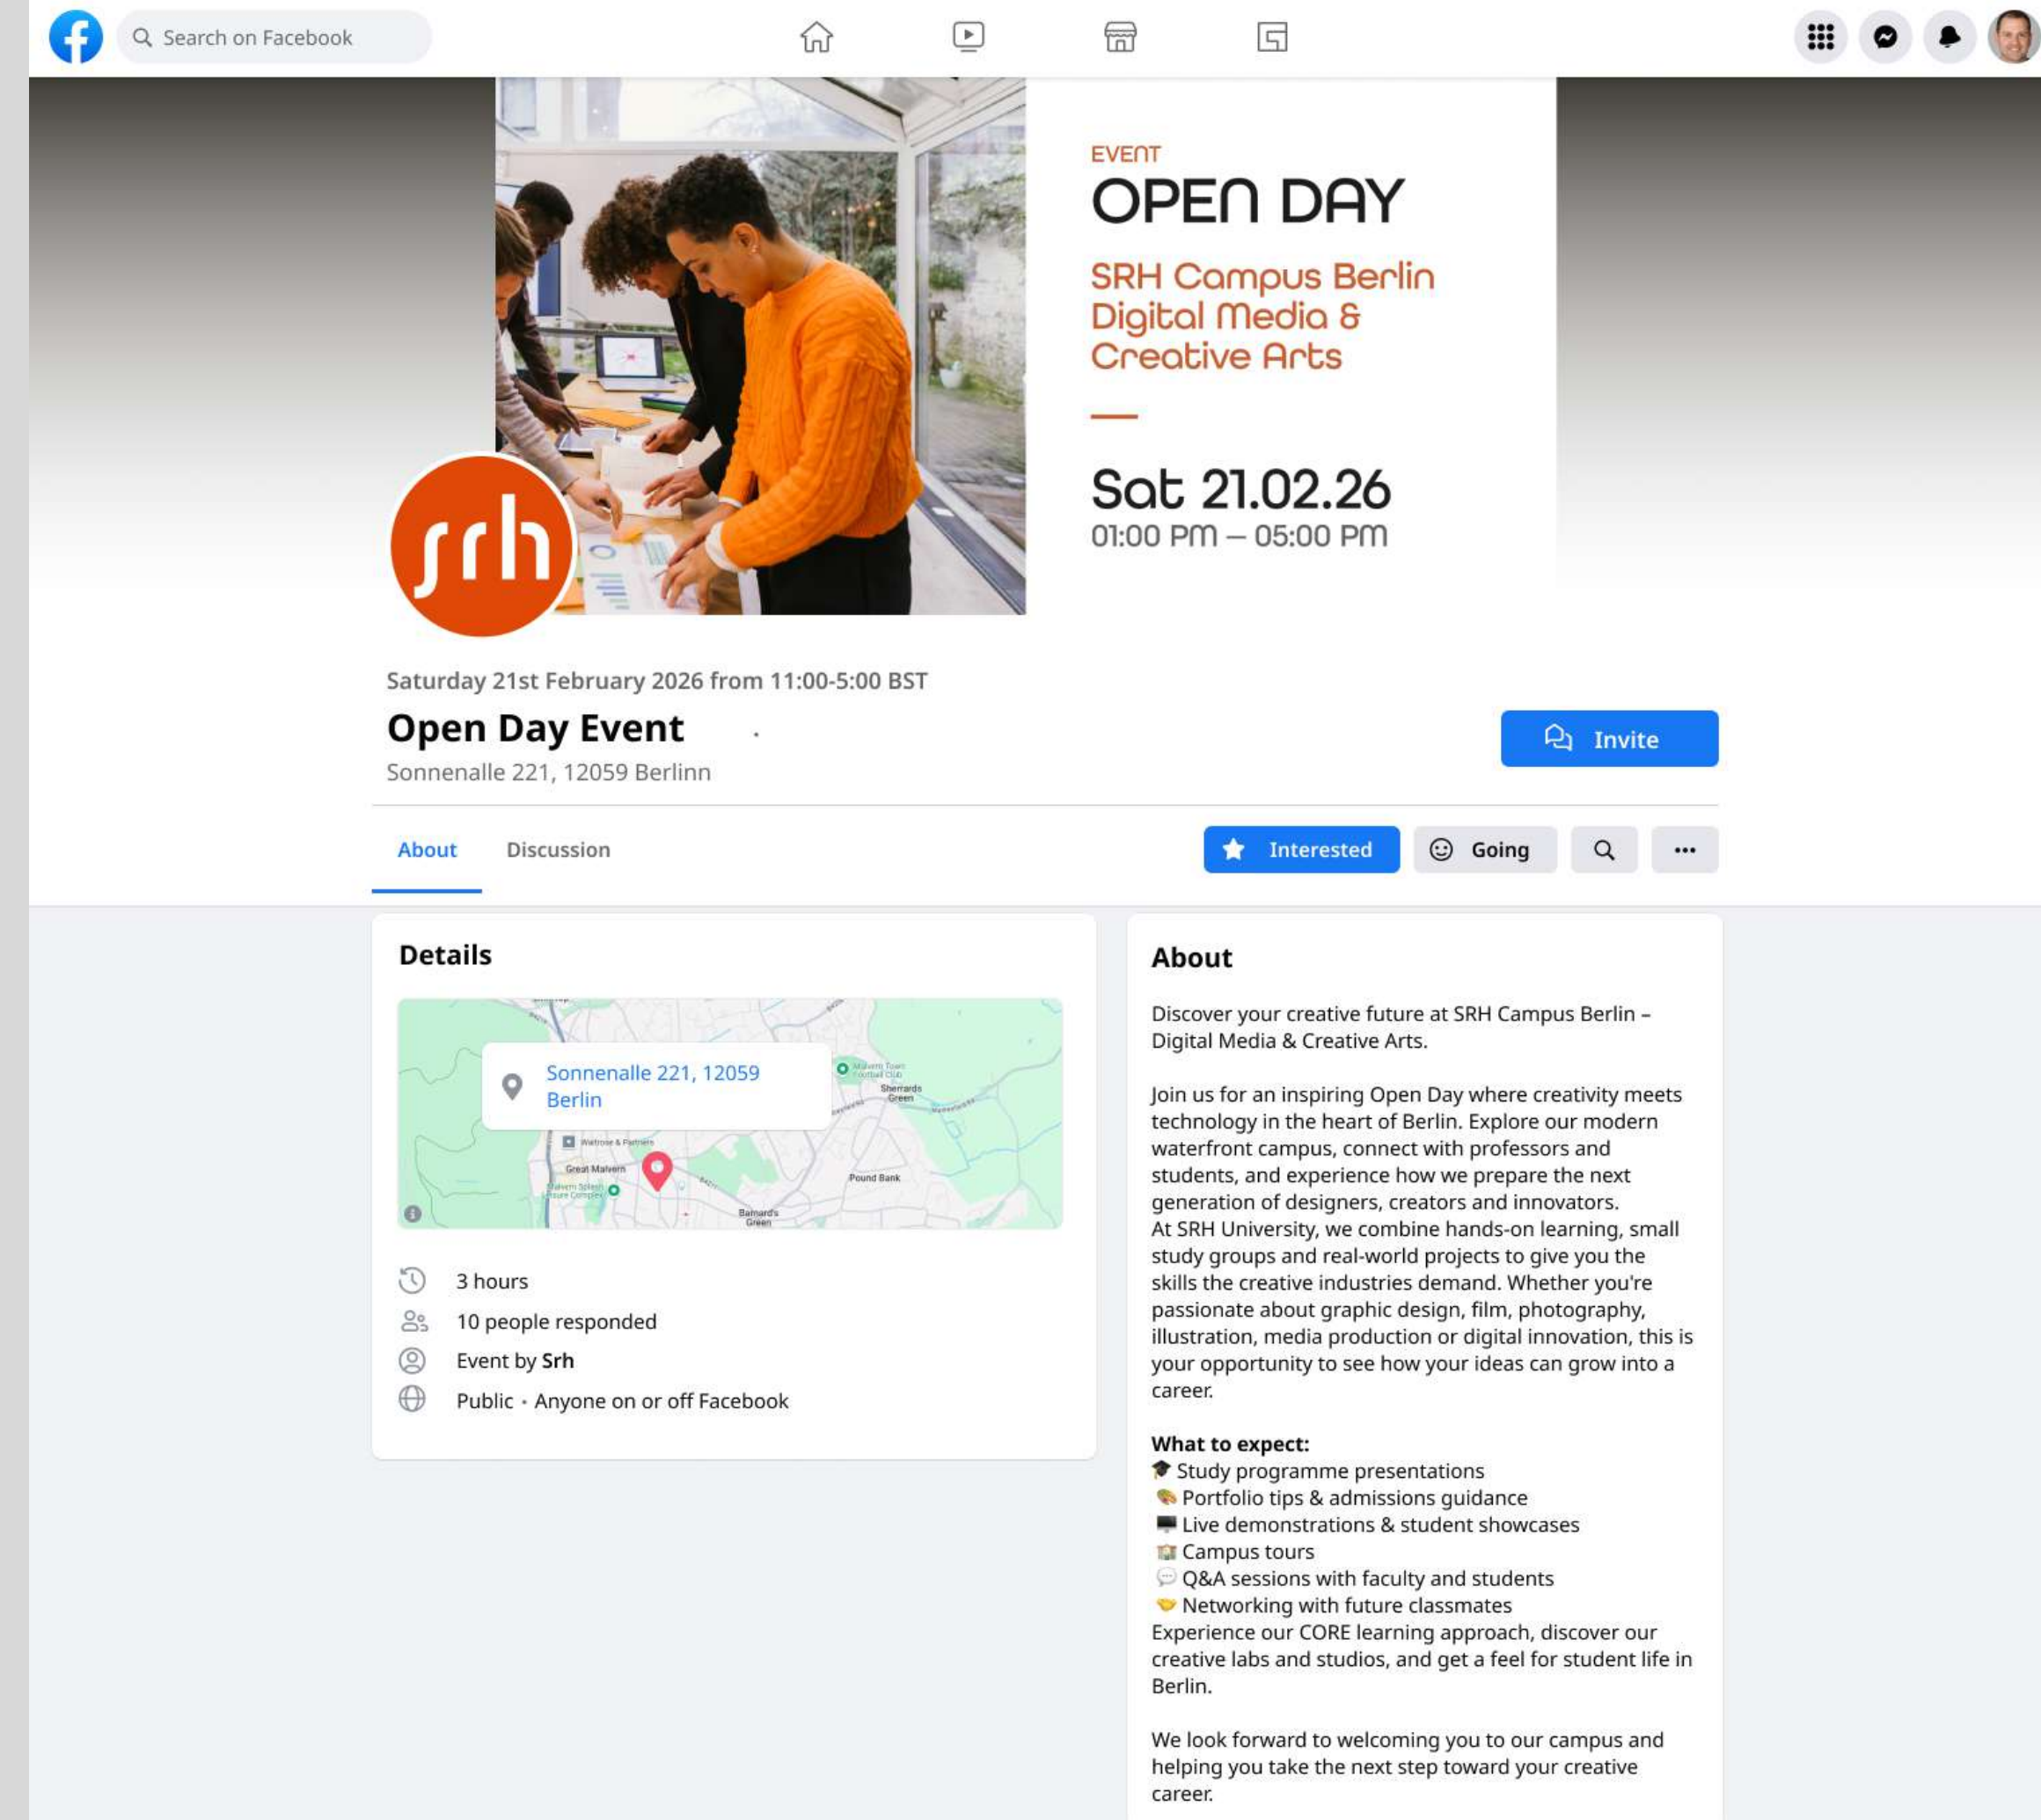 Search on Facebook
EVENT
OPEN DAY
SRH Campus Berlin
Digital Media &
Creative Arts
Sat 21.02.26
01:00 PM – 05:00 PM
srh
Saturday 21st February 2026 from 11:00-5:00 BST
Open Day Event
Sonnenalle 221, 12059 Berlinn
Invite
About
Discussion
Interested
Going
Details
Sonnenalle 221, 12059
Berlin
Malvern Town
Football Club
Sherrards
Green
Waitrose & Partners
Great Malvern
Malvern Splash
Leisure Complex
Pound Bank
Barnard's
Green
3 hours
10 people responded
Event by Srh
Public · Anyone on or off Facebook
About
Discover your creative future at SRH Campus Berlin –
Digital Media & Creative Arts.
Join us for an inspiring Open Day where creativity meets
technology in the heart of Berlin. Explore our modern
waterfront campus, connect with professors and
students, and experience how we prepare the next
generation of designers, creators and innovators.
At SRH University, we combine hands-on learning, small
study groups and real-world projects to give you the
skills the creative industries demand. Whether you're
passionate about graphic design, film, photography,
illustration, media production or digital innovation, this is
your opportunity to see how your ideas can grow into a
career.
What to expect:
🎓 Study programme presentations
🎨 Portfolio tips & admissions guidance
🖥️ Live demonstrations & student showcases
🏫 Campus tours
💬 Q&A sessions with faculty and students
🤝 Networking with future classmates
Experience our CORE learning approach, discover our
creative labs and studios, and get a feel for student life in
Berlin.
We look forward to welcoming you to our campus and
helping you take the next step toward your creative
career.